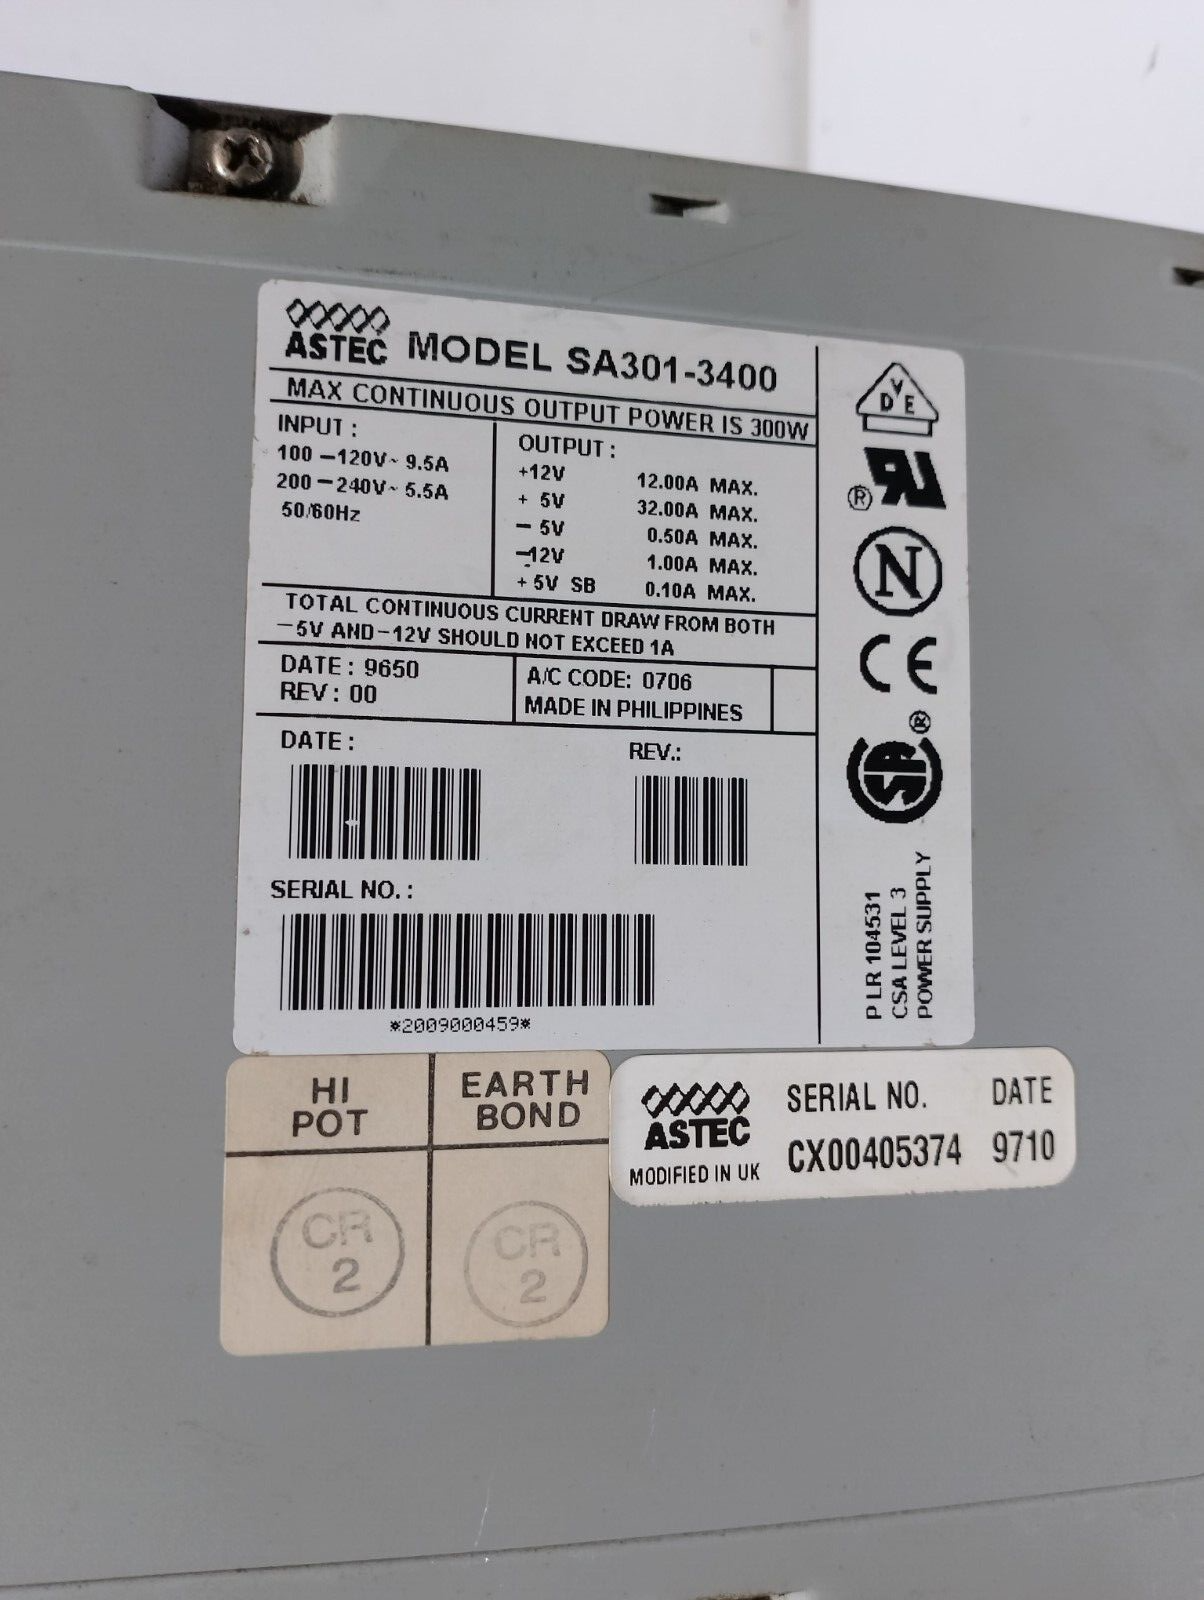 ASTEC MODEL SA301-3400
MAX CONTINUOUS OUTPUT POWER IS 300W
INPUT :
100 –120V~ 9.5A
200 –240V~ 5.5A
50/60Hz
OUTPUT :
+12V 12.00A MAX.
+ 5V 32.00A MAX.
– 5V 0.50A MAX.
–12V 1.00A MAX.
+ 5V SB 0.10A MAX.
TOTAL CONTINUOUS CURRENT DRAW FROM BOTH
–5V AND –12V SHOULD NOT EXCEED 1A
DATE : 9650
REV : 00
A/C CODE: 0706
MADE IN PHILIPPINES
DATE :
REV.:
SERIAL NO. :
*2009000459*
VDE
RU ®
N
CE
SA ®
P LR 104531
CSA LEVEL 3
POWER SUPPLY
HI
POT
EARTH
BOND
CR
2
CR
2
ASTEC
MODIFIED IN UK
SERIAL NO. DATE
CX00405374 9710